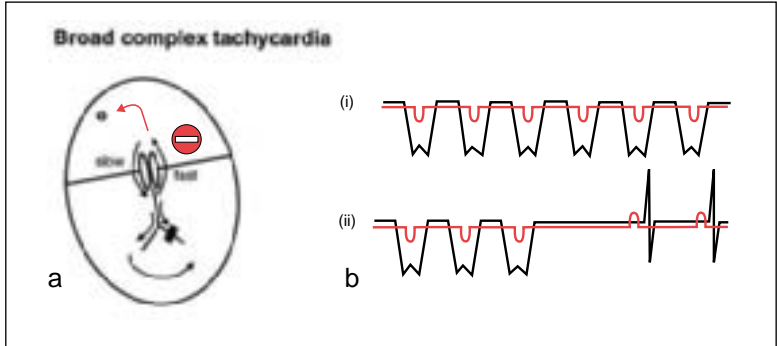 Broad complex tachycardia
slow
fast
a
(i)
(ii)
b